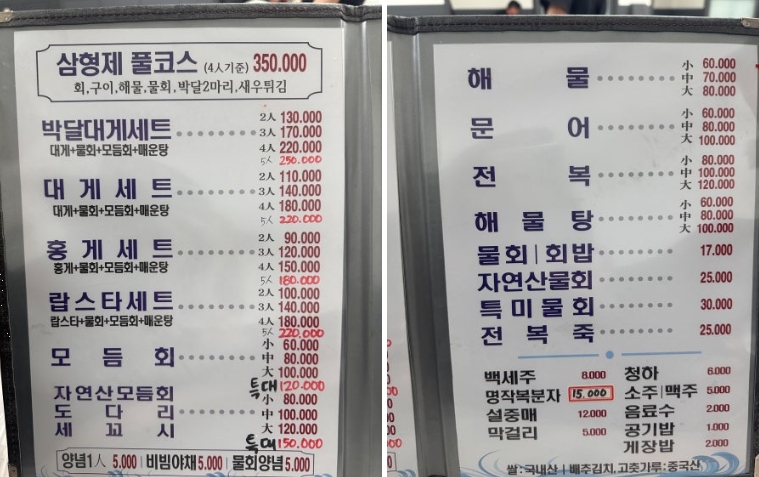 삼형제 풀코스 (4人기준) 350.000
회,구이,해물.물회,박달2마리,새우튀김
박달대게세트 2人 130.000
3人 170.000
대게+물회+모듬회+매운탕 4人 220.000
5人 250.000
대게세트 2人 110.000
3人 140.000
대게+물회+모듬회+매운탕 4人 180.000
5人 220.000
홍게세트 2人 90.000
3人 120.000
홍게+물회+모듬회+매운탕 4人 150.000
5人 180.000
랍스타세트 2人 100.000
3人 140.000
랍스타+물회+모듬회+매운탕 4人 180.000
5人 220.000
모듬회 小 60.000
中 80.000
大 100.000
특대 120.000
자연산모듬회 小 80.000
도다리 中 100.000
세꼬시 大 120.000
특대 150.000
양념1人 5.000 | 비빔야채 5.000 | 물회양념 5.000
해물 小 60.000
中 70.000
大 80.000
문어 小 60.000
中 80.000
大 100.000
전복 小 80.000
中 100.000
大 120.000
해물탕 小 60.000
中 80.000
大 100.000
물회|회밥 17.000
자연산물회 25.000
특미물회 30.000
전복죽 25.000
백세주 8.000 청하 6.000
명작복분자 15.000 소주|맥주 5.000
설중매 12.000 음료수 2.000
막걸리 5.000 공기밥 1.000
게장밥 2.000
쌀:국내산 | 배추김치,고춧가루:중국산